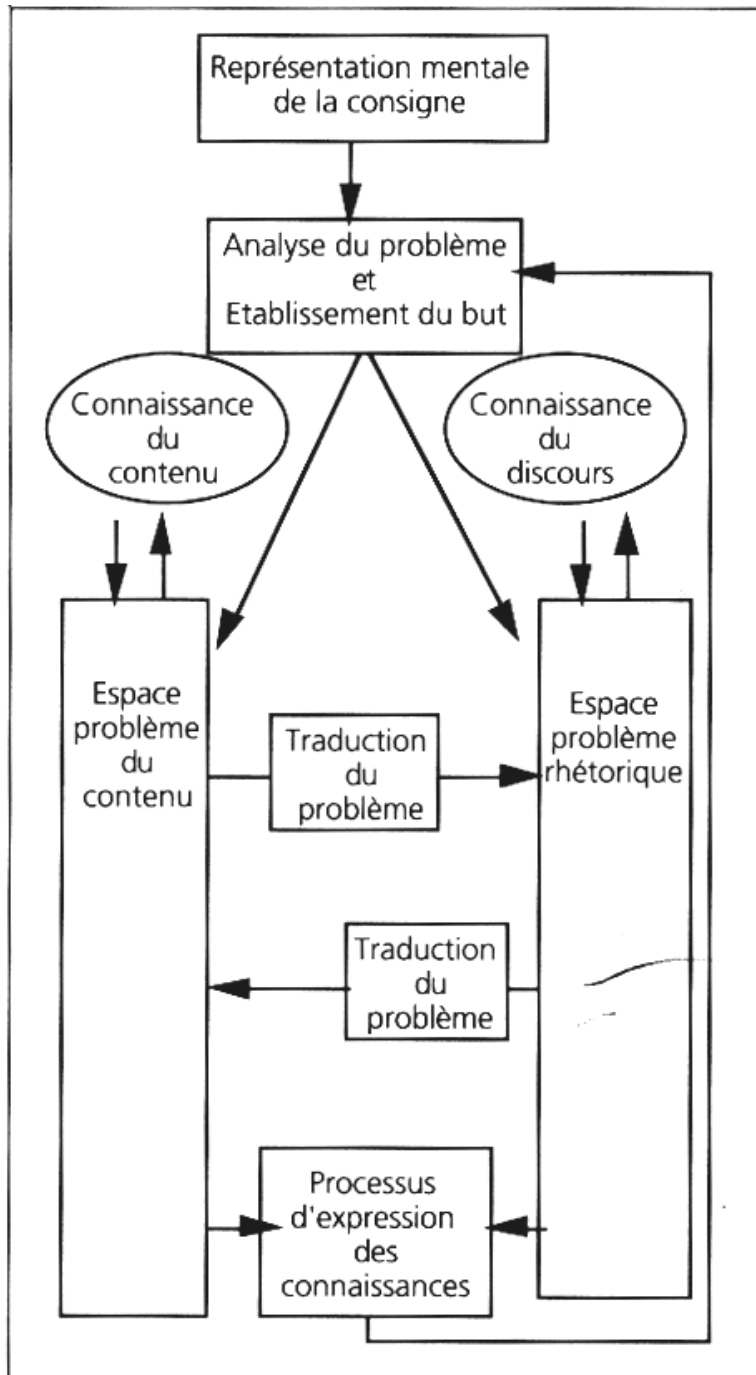 Représentation mentale
de la consigne
Analyse du problème
et
Etablissement du but
Connaissance
du
contenu
Connaissance
du
discours
Espace
problème
du
contenu
Traduction
du
problème
Espace
problème
rhétorique
Traduction
du
problème
Processus
d'expression
des
connaissances